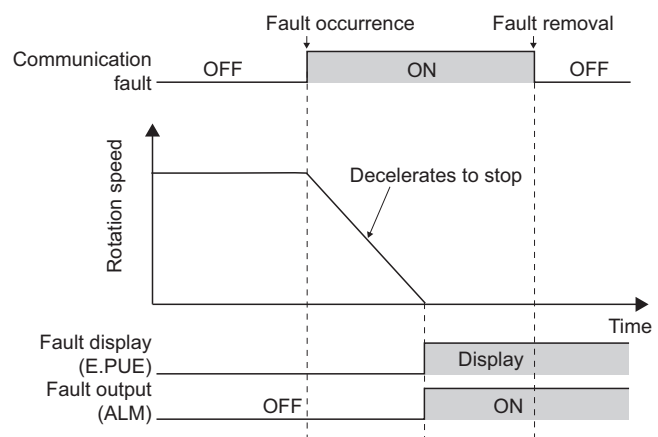 Fault occurrence
Fault removal
Communication
fault
OFF
ON
OFF
Rotation speed
Decelerates to stop
Time
Fault display
(E.PUE)
Display
Fault output
(ALM)
OFF
ON